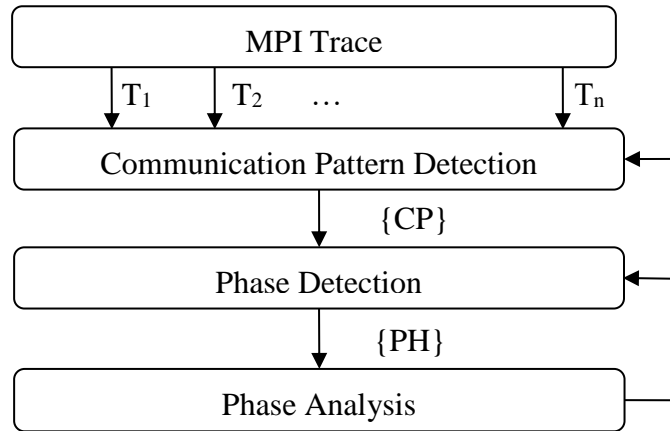 MPI Trace
T1 T2 … Tn
Communication Pattern Detection
{CP}
Phase Detection
{PH}
Phase Analysis